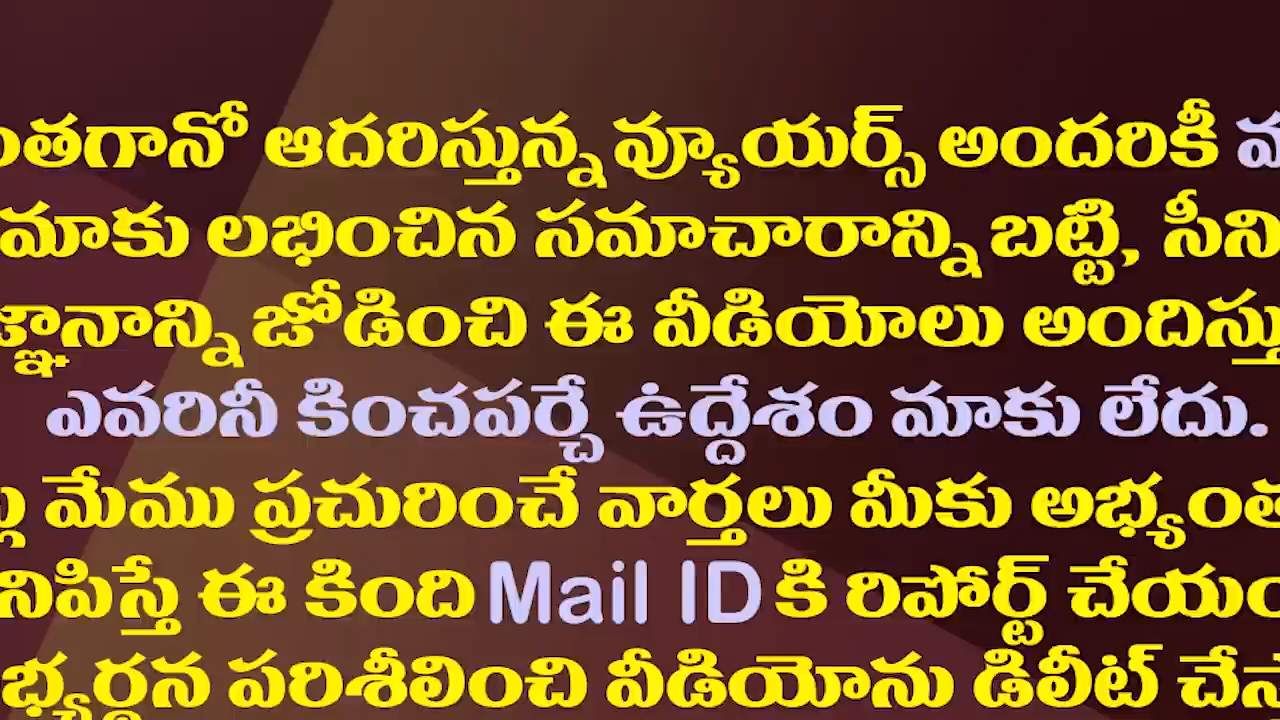 ంతగానో ఆదరిస్తున్న వ్యూయర్స్ అందరికీ
మాకు లభించిన సమాచారాన్ని బట్టి, సీని
జ్ఞానాన్ని జోడించి ఈ వీడియోలు అందిస్తు
ఎవరినీ కించపర్చే ఉద్దేశం మాకు లేదు.
మేము ప్రచురించే వార్తలు మీకు అభ్యంత
నిపిస్తే ఈ కింది Mail ID కి రిపోర్ట్ చేయం
భ్యర్థన పరిశీలించి వీడియోను డిలీట్ చేస